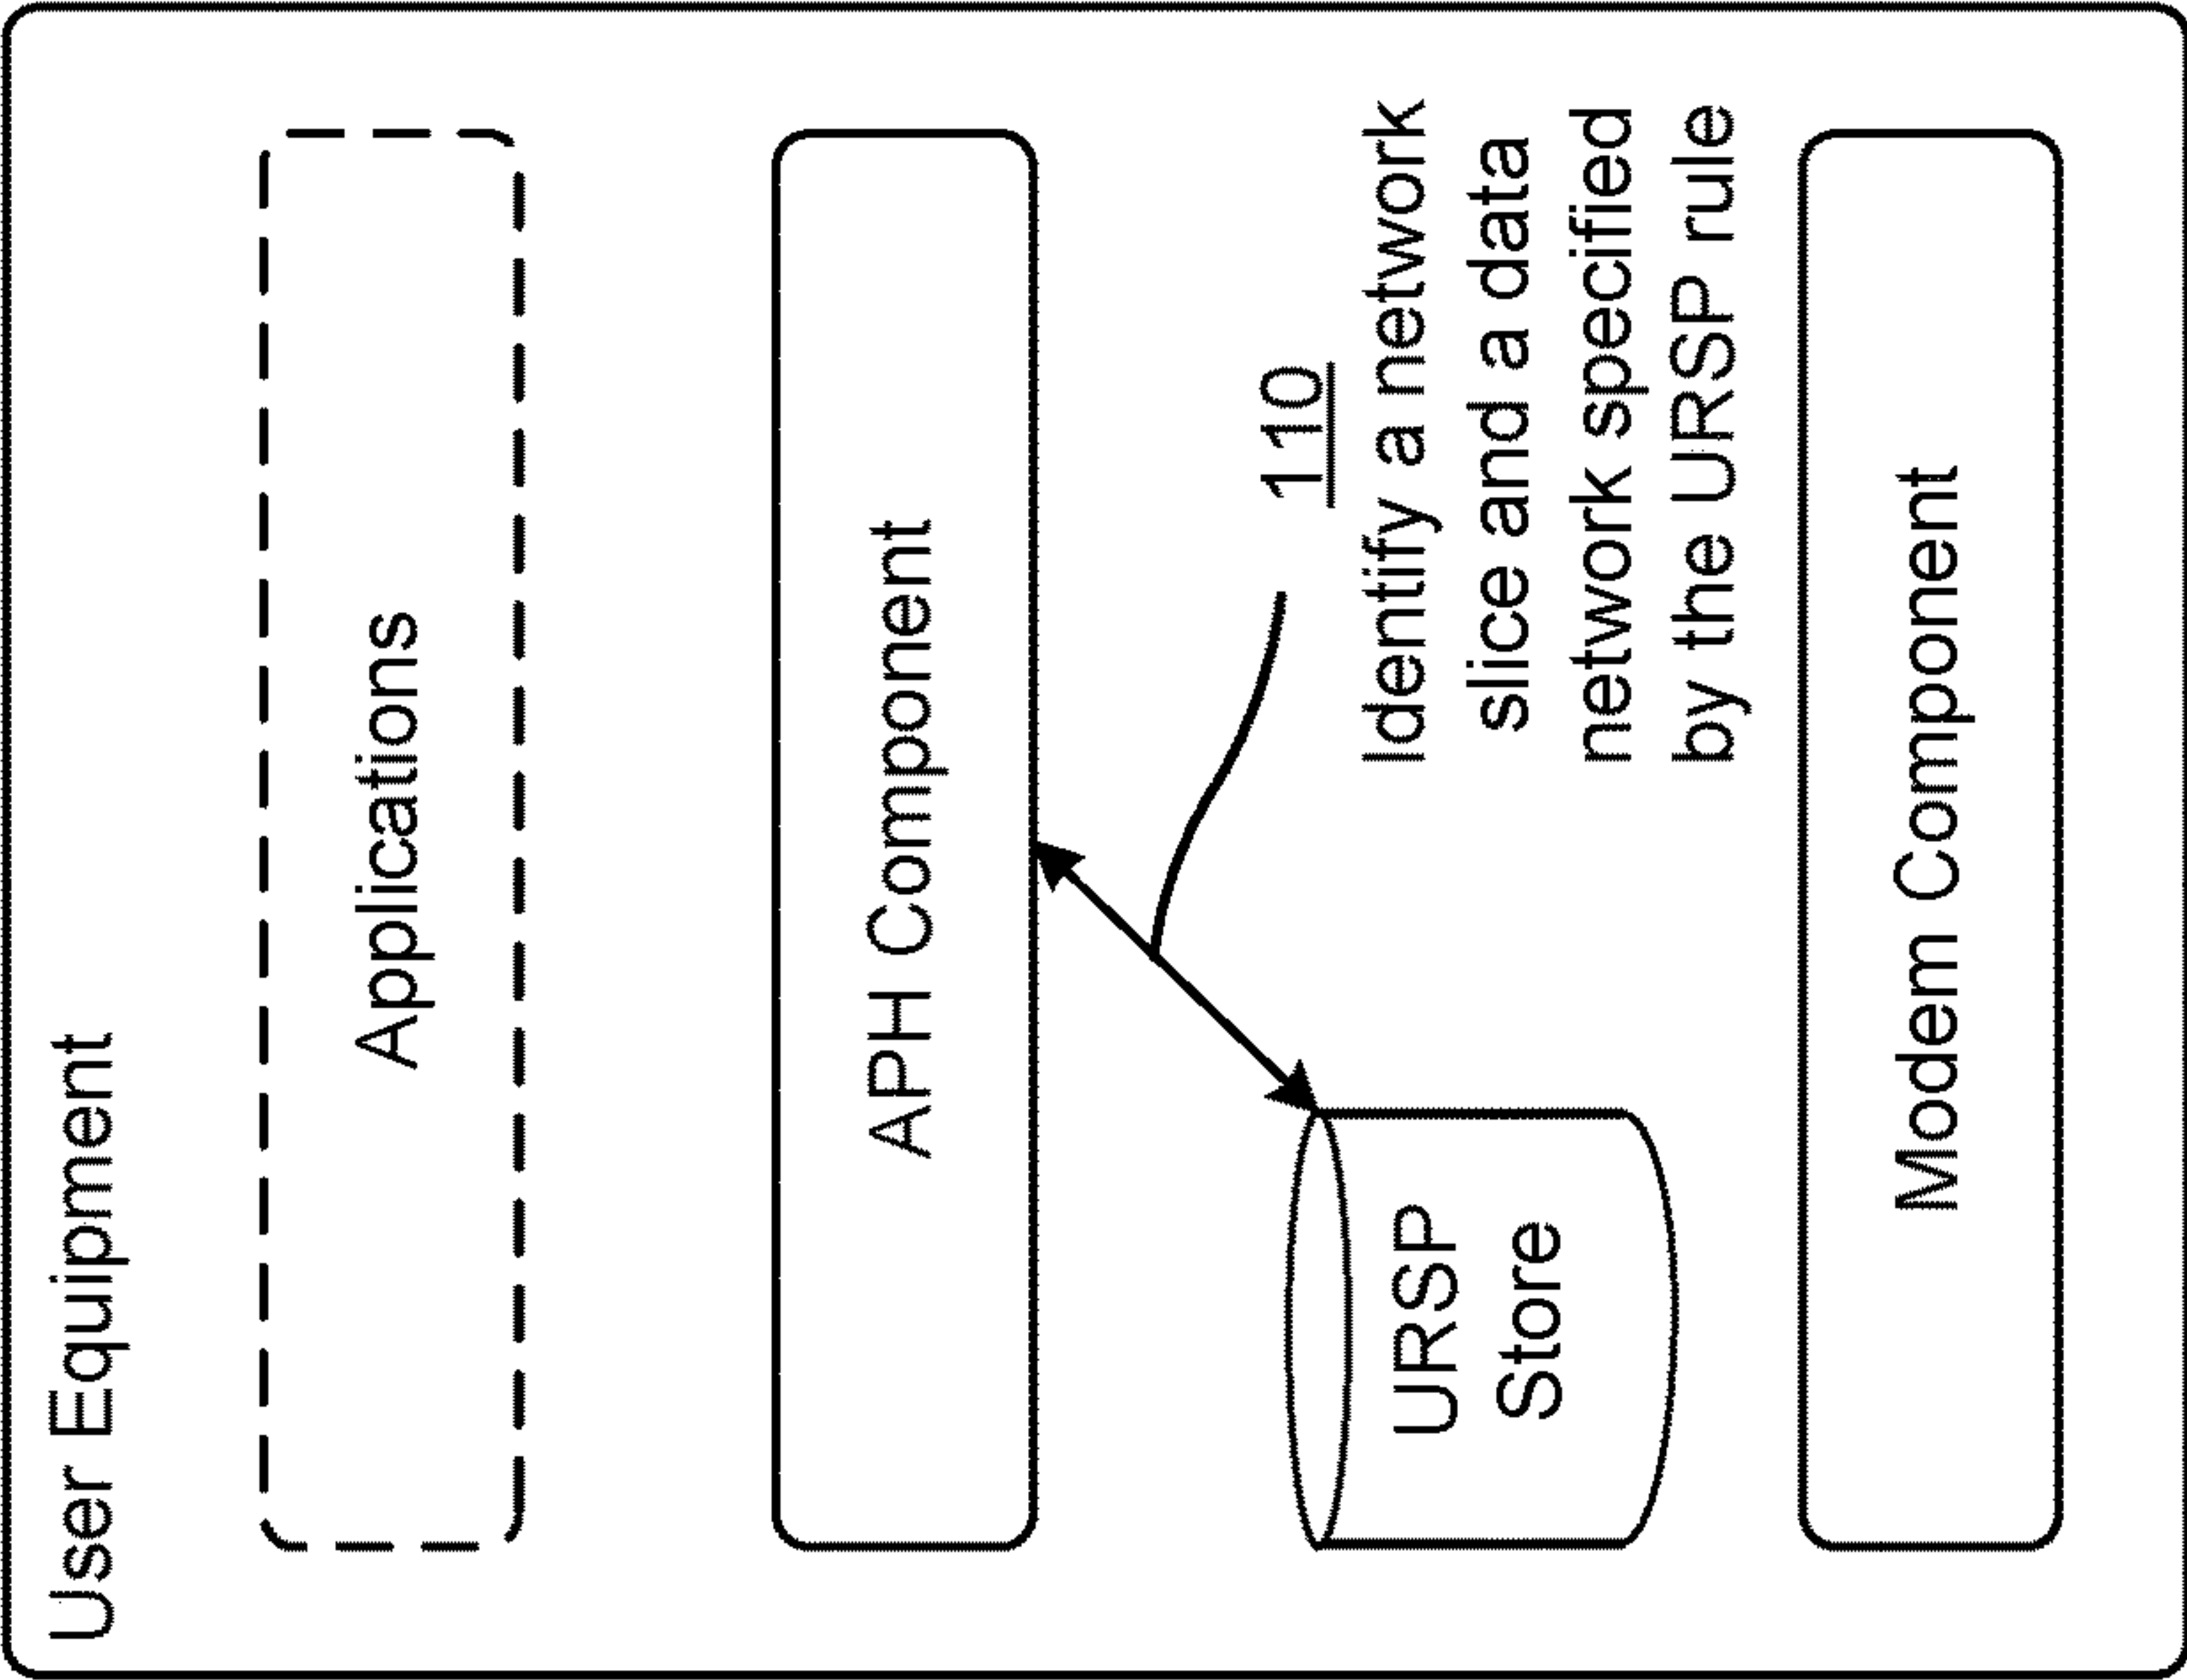 User Equipment
Applications
APH Component
110
Identify a network
slice and a data
network specified
by the URSP rule
URSP
Store
Modem Component